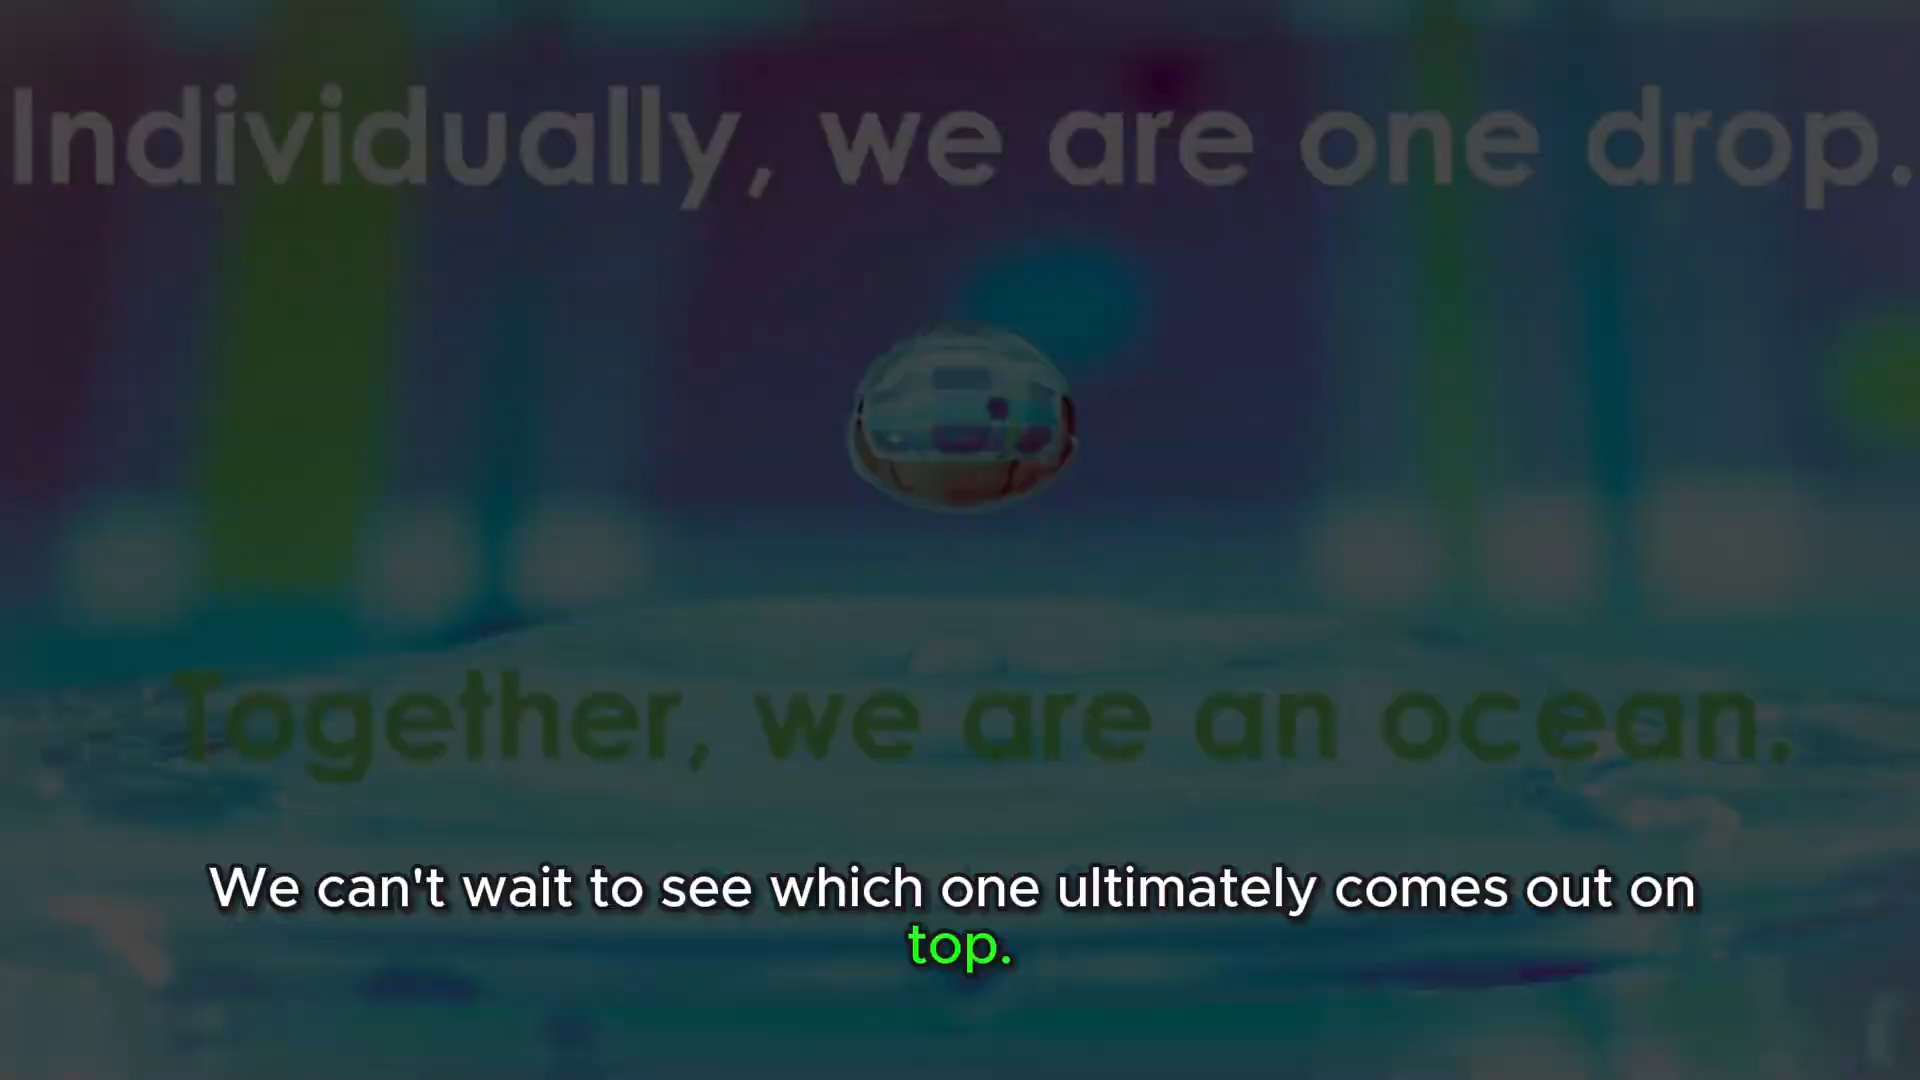 Individually, we are one drop.
Together, we are an ocean.
We can't wait to see which one ultimately comes out on
top.